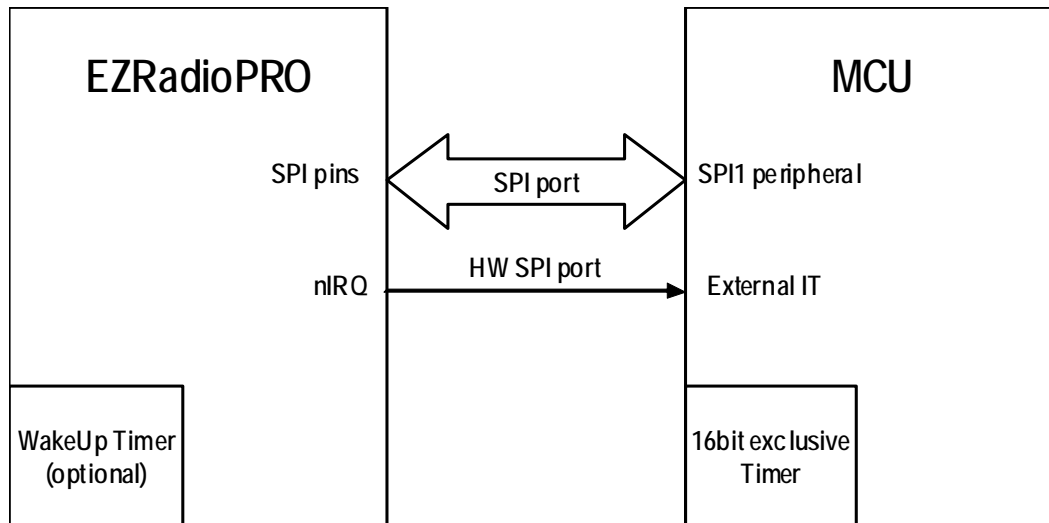 EZRadioPRO
MCU
SPI pins
SPI port
SPI1 peripheral
HW SPI port
nIRQ
External IT
WakeUp Timer
(optional)
16bit exclusive
Timer